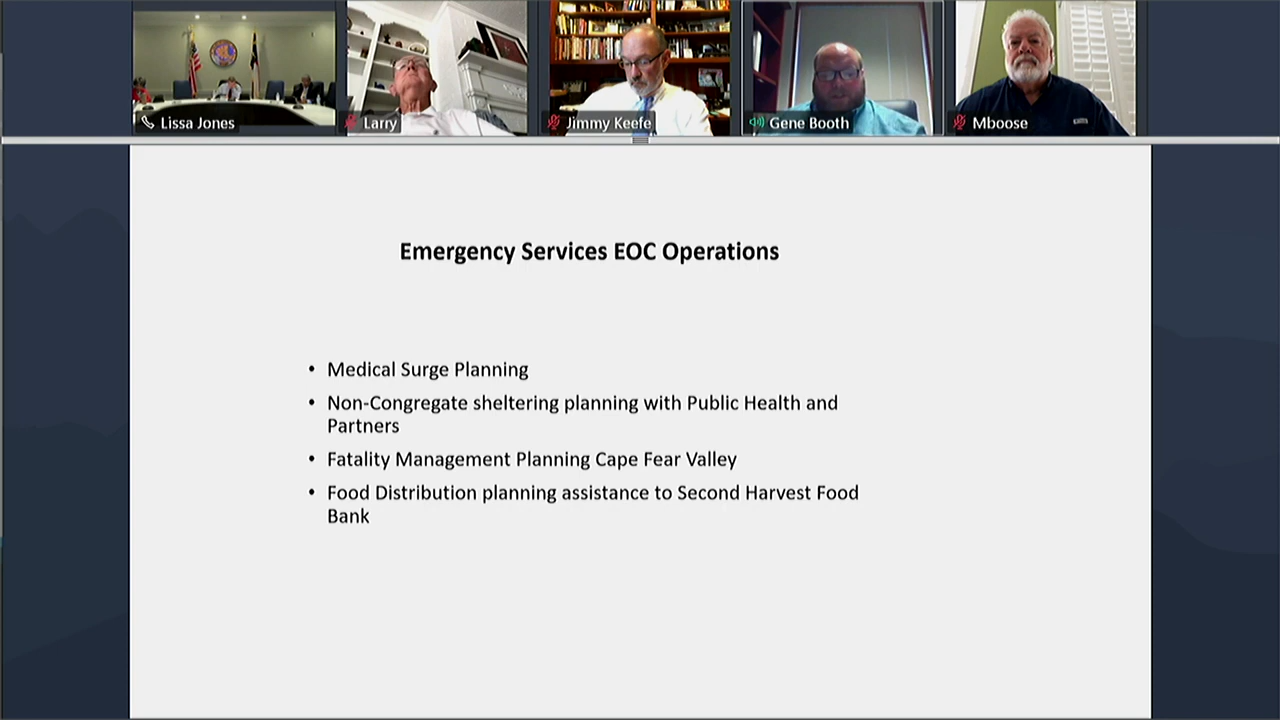 Lissa Jones
Larry
Jimmy Keefe
Gene Booth
Mboose
Emergency Services EOC Operations
• Medical Surge Planning
• Non-Congregate sheltering planning with Public Health and
Partners
• Fatality Management Planning Cape Fear Valley
• Food Distribution planning assistance to Second Harvest Food
Bank